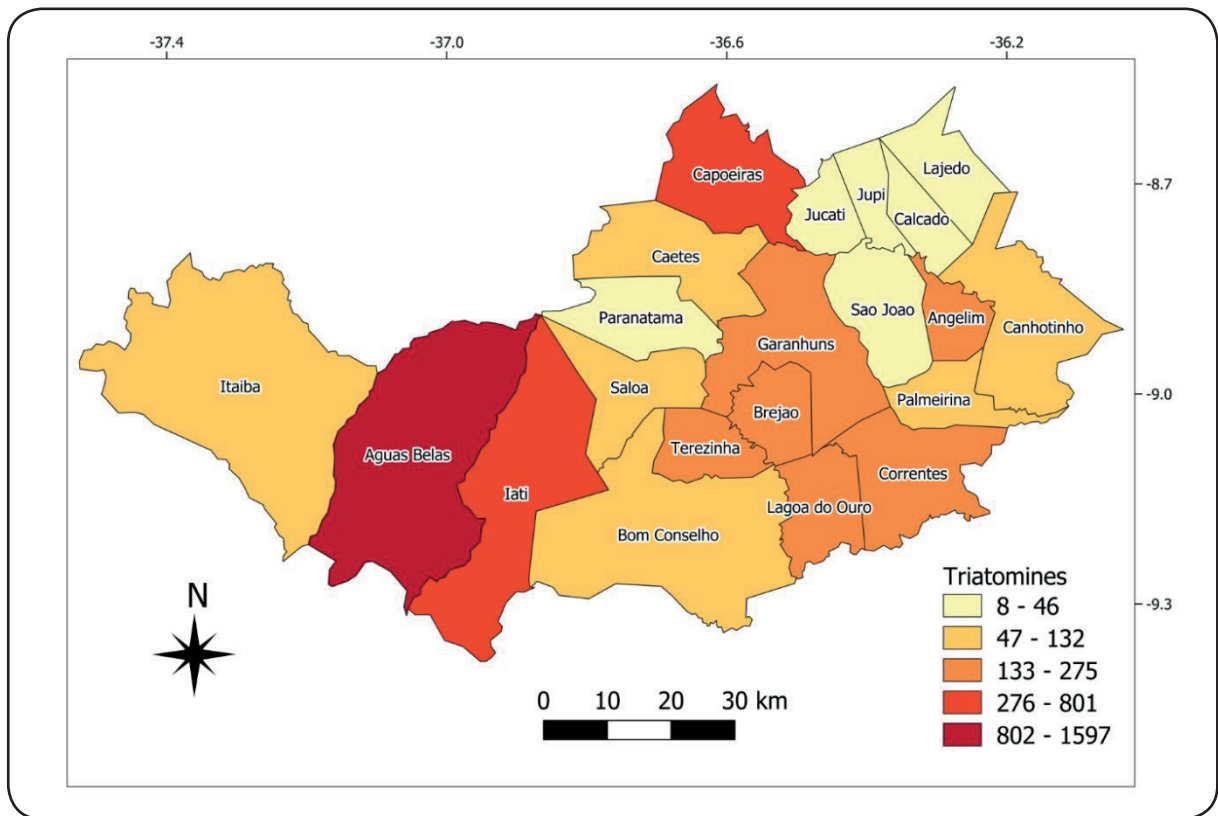 -37.4
-37.0
-36.6
-36.2
Capoeiras
Lajedo
-8.7
Jupi
Jucati
Calcado
Caetes
Paranatama
Sao Joao
Angelim
Canhotinho
Garanhuns
Itaiba
Saloa
Palmeirina
-9.0
Brejao
Aguas Belas
Terezinha
Correntes
Iati
Lagoa do Ouro
Bom Conselho
Triatomines
8 - 46
-9.3
47 - 132
133 - 275
276 - 801
802 - 1597
N
0 10 20 30 km